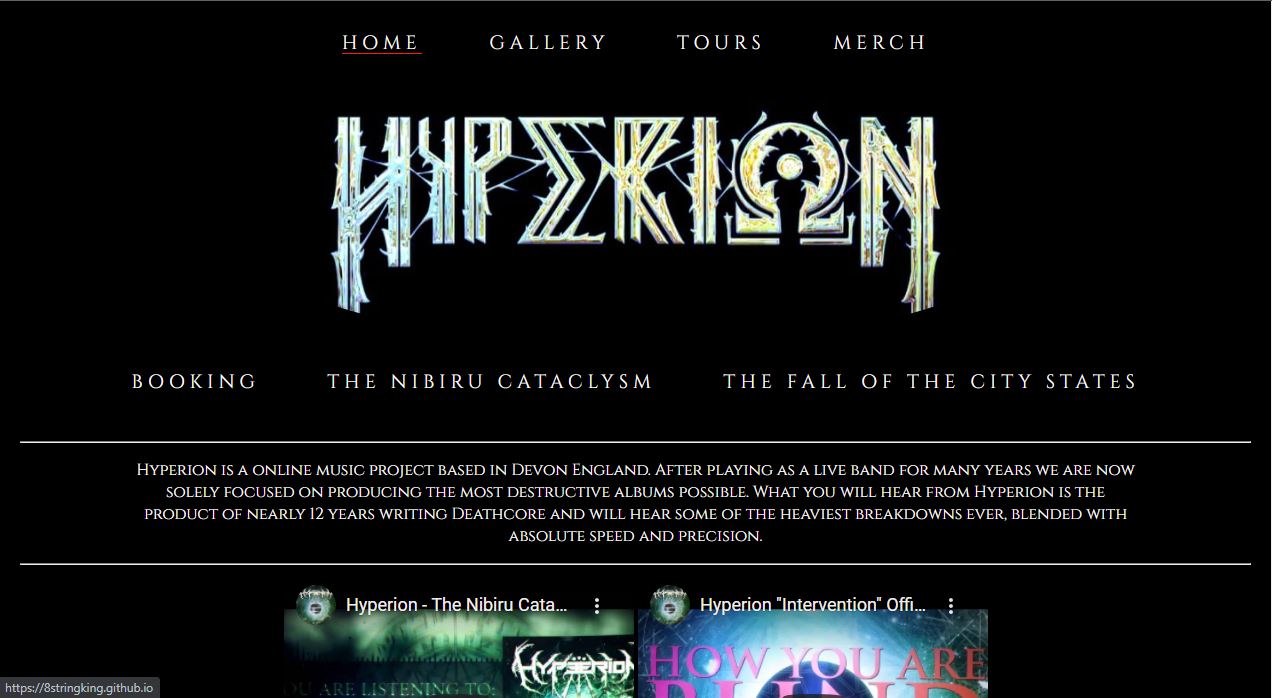 HOME GALLERY TOURS MERCH
HYPERION
BOOKING THE NIBIRU CATACLYSM THE FALL OF THE CITY STATES
Hyperion is a online music project based in Devon England. After playing as a live band for many years we are now
solely focused on producing the most destructive albums possible. What you will hear from Hyperion is the
product of nearly 12 years writing Deathcore and will hear some of the heaviest breakdowns ever, blended with
absolute speed and precision.
Hyperion - The Nibiru Cata... Hyperion "Intervention" Offi...
HYPERION HOW YOU ARE
OU ARE LISTENING TO: BLIND
https://8stringking.github.io